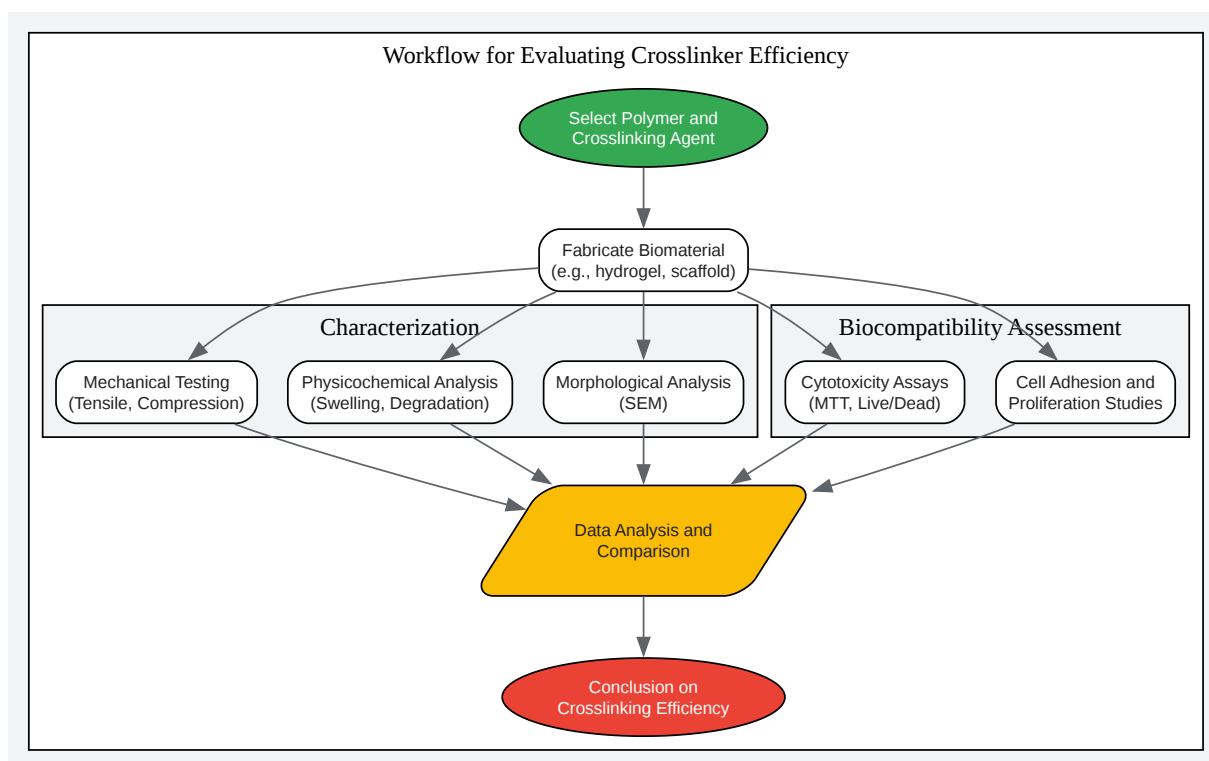 Workflow for Evaluating Crosslinker Efficiency
Select Polymer and
Crosslinking Agent
Fabricate Biomaterial
(e.g., hydrogel, scaffold)
Characterization
Mechanical Testing
(Tensile, Compression)
Physicochemical Analysis
(Swelling, Degradation)
Morphological Analysis
(SEM)
Biocompatibility Assessment
Cytotoxicity Assays
(MTT, Live/Dead)
Cell Adhesion and
Proliferation Studies
Data Analysis and
Comparison
Conclusion on
Crosslinking Efficiency